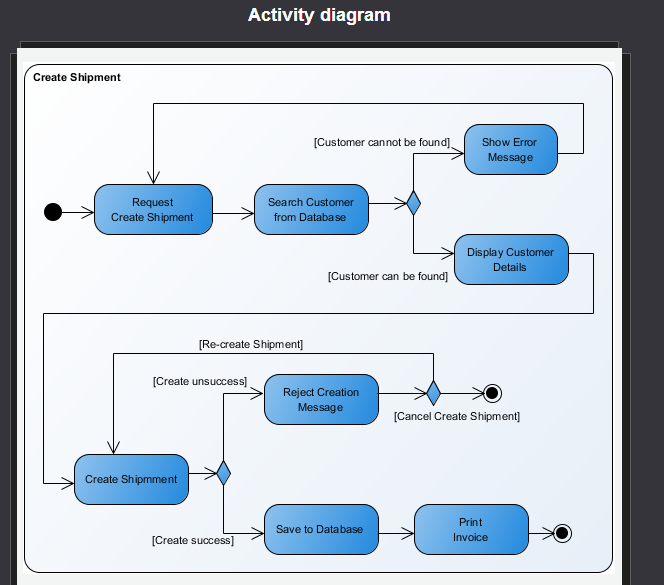 Activity diagram
Create Shipment
[Customer cannot be found]
Show Error
Message
Request
Create Shipment
Search Customer
from Database
Display Customer
Details
[Customer can be found]
[Re-create Shipment]
[Create unsuccess]
Reject Creation
Message
[Cancel Create Shipment]
Create Shipmment
[Create success]
Save to Database
Print
Invoice